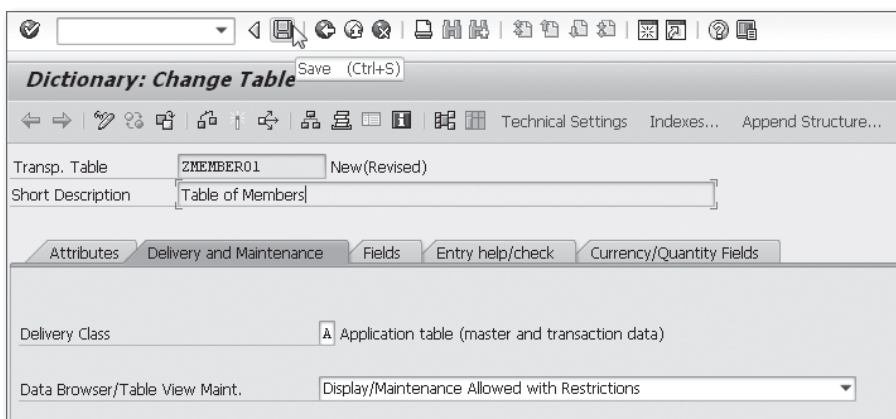 Save (Ctrl+S)
Dictionary: Change Table
Technical Settings Indexes... Append Structure...
Transp. Table ZMEMBER01 New(Revised)
Short Description Table of Members
Attributes Delivery and Maintenance Fields Entry help/check Currency/Quantity Fields
Delivery Class A Application table (master and transaction data)
Data Browser/Table View Maint. Display/Maintenance Allowed with Restrictions